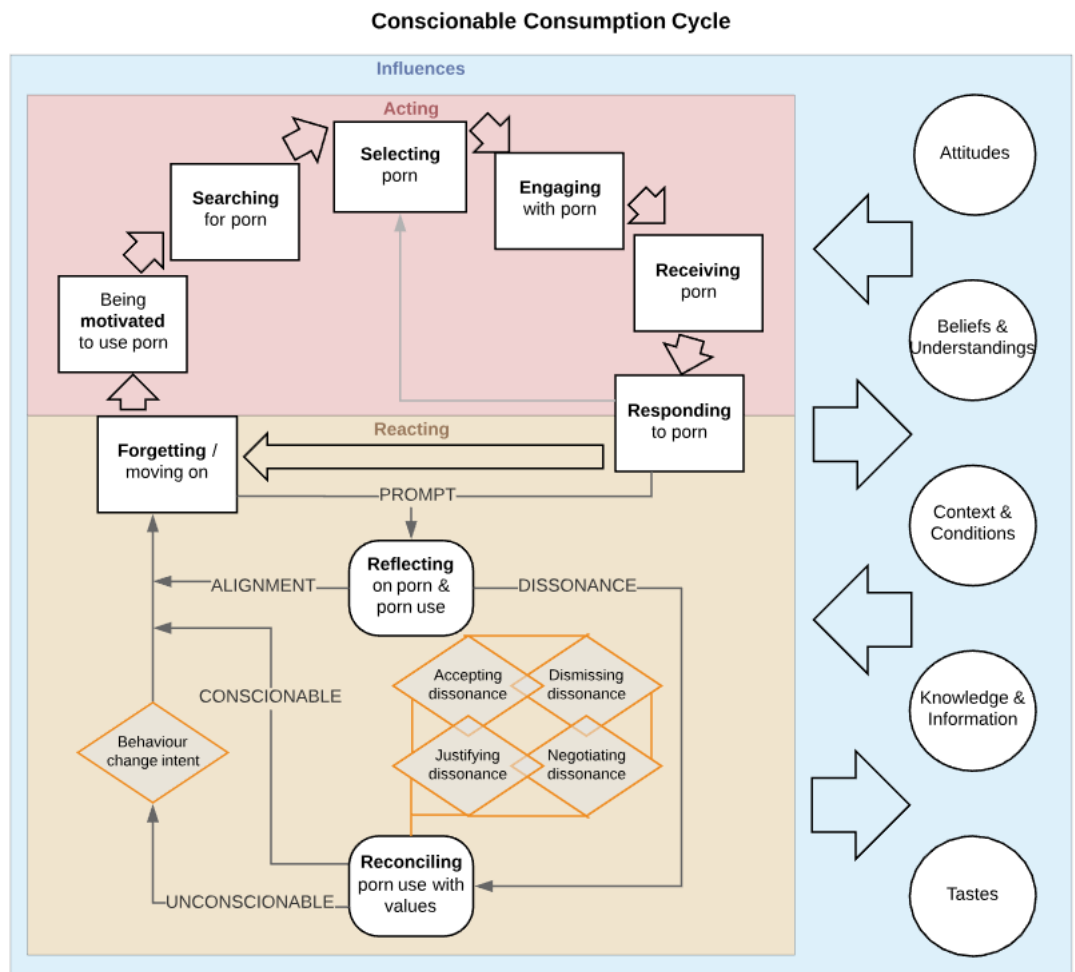 Conscionable Consumption Cycle
Influences
Acting
Selecting
porn
Searching
for porn
Engaging
with porn
Being
motivated
to use porn
Receiving
porn
Forgetting /
moving on
Reacting
Responding
to porn
PROMPT
Reflecting
on porn &
porn use
ALIGNMENT
DISSONANCE
CONSCIONABLE
Accepting
dissonance
Dismissing
dissonance
Justifying
dissonance
Negotiating
dissonance
Behaviour
change intent
Reconciling
porn use with
values
UNCONSCIONABLE
Attitudes
Beliefs &
Understandings
Context &
Conditions
Knowledge &
Information
Tastes